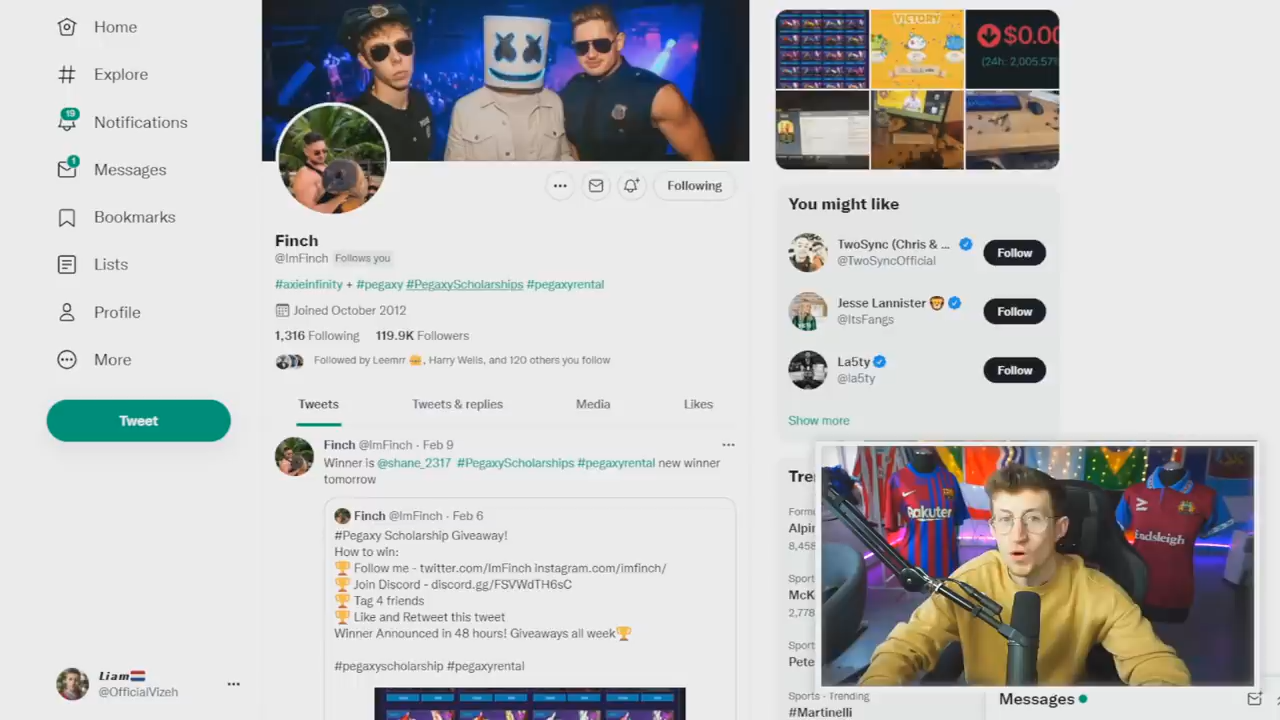 Home
Explore
19
Notifications
1
Messages
Bookmarks
Lists
Profile
More
Tweet
Liam
@OfficialVizeh
Following
Finch
@ImFinch Follows you
#axieinfinity + #pegaxy #PegaxyScholarships #pegaxyrental
Joined October 2012
1,316 Following 119.9K Followers
Followed by Leemrr, Harry Wells, and 120 others you follow
Tweets Tweets & replies Media Likes
Finch @ImFinch · Feb 9
Winner is @shane_2317 #PegaxyScholarships #pegaxyrental new winner
tomorrow
Finch @ImFinch · Feb 6
#Pegaxy Scholarship Giveaway!
How to win:
🏆 Follow me - twitter.com/ImFinch instagram.com/imfinch/
🏆 Join Discord - discord.gg/FSVWdTH6sC
🏆 Tag 4 friends
🏆 Like and Retweet this tweet
Winner Announced in 48 hours! Giveaways all week🏆
#pegaxyscholarship #pegaxyrental
VICTORY
$0.00
(24h: 2,005.57%
You might like
TwoSync (Chris & ...
@TwoSyncOfficial
Follow
Jesse Lannister 🦁
@ItsFangs
Follow
La5ty
@la5ty
Follow
Show more
Tre
Form
Alpin
8,458
Sport
McK
2,778
Sport
Pete
Sports · Trending
#Martinelli
Rakuten
Endsleigh
Messages